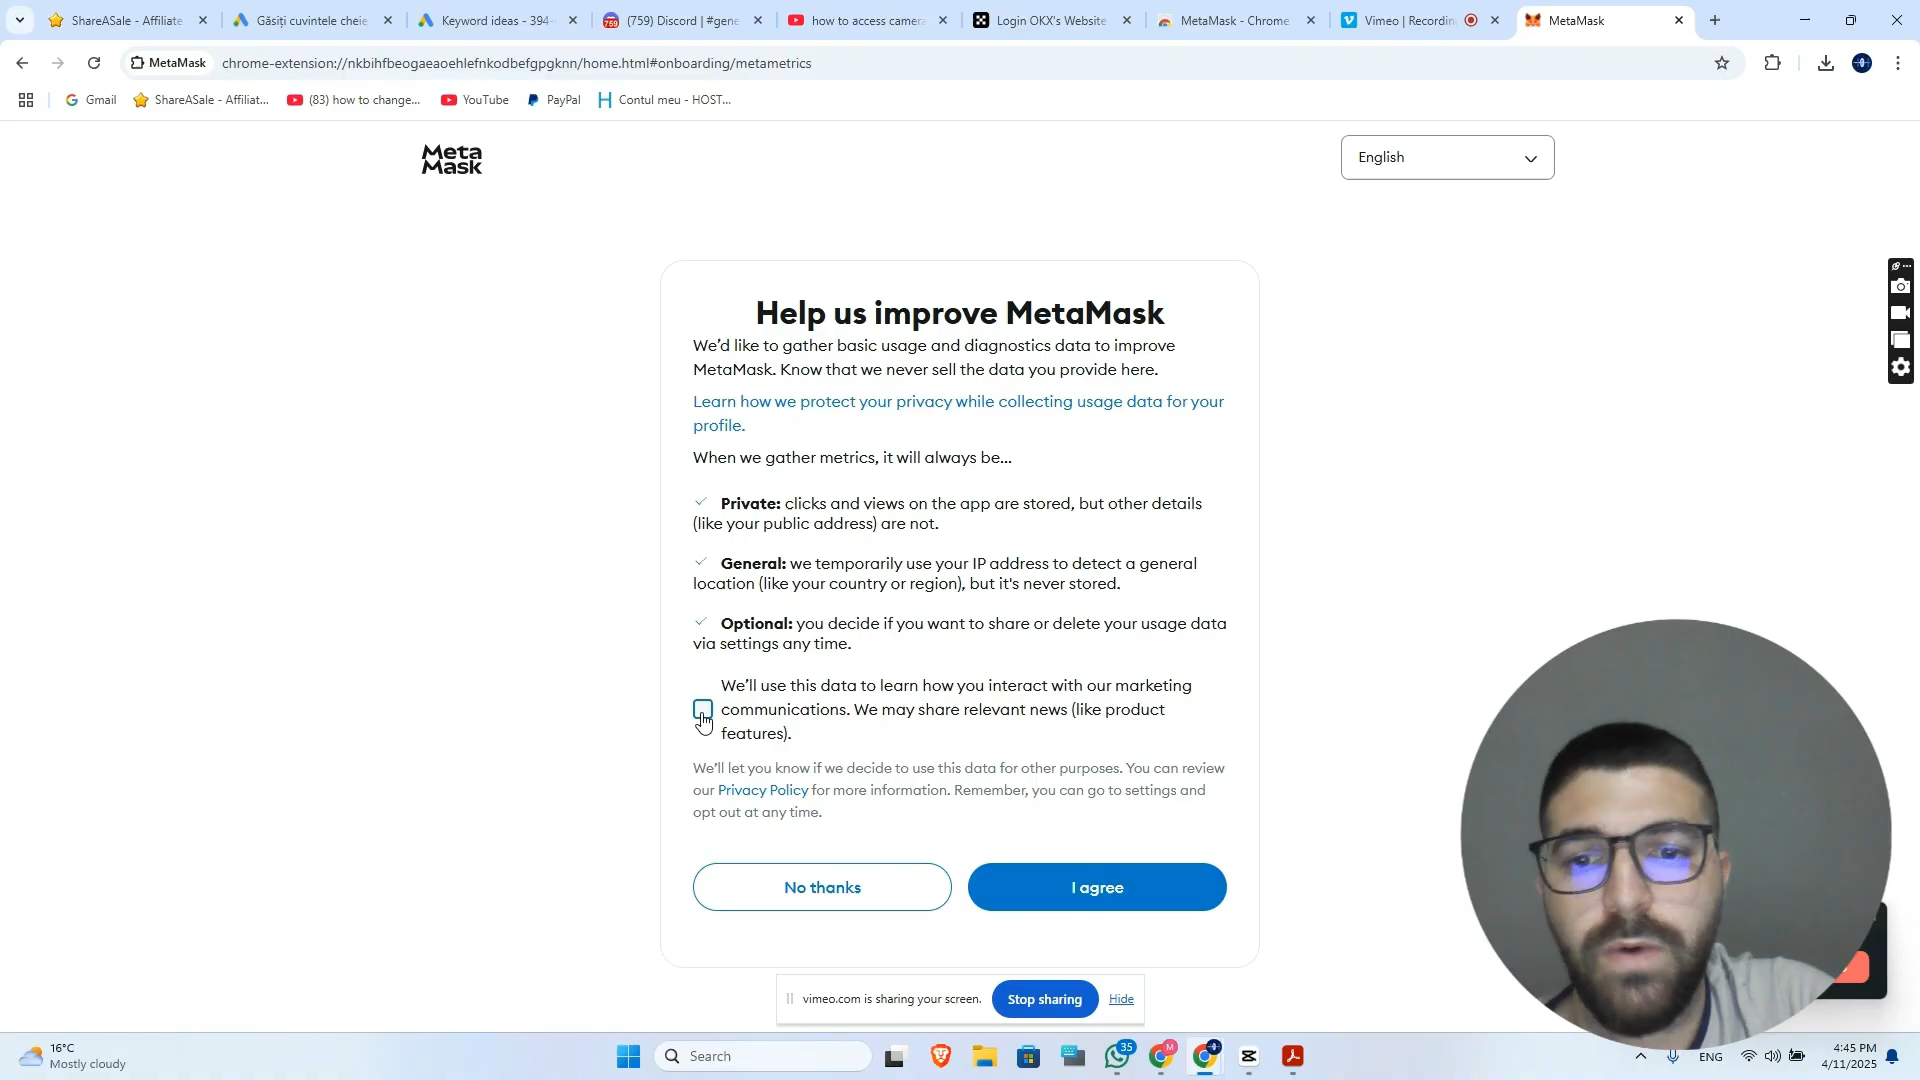 ShareASale - Affiliate
Găsiți cuvintele cheie
Keyword ideas - 394-
(759) Discord | #gene
how to access camera
Login OKX's Website
MetaMask - Chrome
Vimeo | Recordin
MetaMask
MetaMask
chrome-extension://nkbihfbeogaeaoehlefnkodbefgpgknn/home.html#onboarding/metametrics
Gmail
ShareASale - Affiliat...
(83) how to change...
YouTube
PayPal
Contul meu - HOST...
Meta
Mask
English
Help us improve MetaMask
We'd like to gather basic usage and diagnostics data to improve
MetaMask. Know that we never sell the data you provide here.
Learn how we protect your privacy while collecting usage data for your
profile.
When we gather metrics, it will always be...
Private: clicks and views on the app are stored, but other details
(like your public address) are not.
General: we temporarily use your IP address to detect a general
location (like your country or region), but it's never stored.
Optional: you decide if you want to share or delete your usage data
via settings any time.
We'll use this data to learn how you interact with our marketing
communications. We may share relevant news (like product
features).
We'll let you know if we decide to use this data for other purposes. You can review
our Privacy Policy for more information. Remember, you can go to settings and
opt out at any time.
No thanks
I agree
vimeo.com is sharing your screen.
Stop sharing
Hide
16°C
Mostly cloudy
Search
35
M
ENG
4:45 PM
4/11/2025